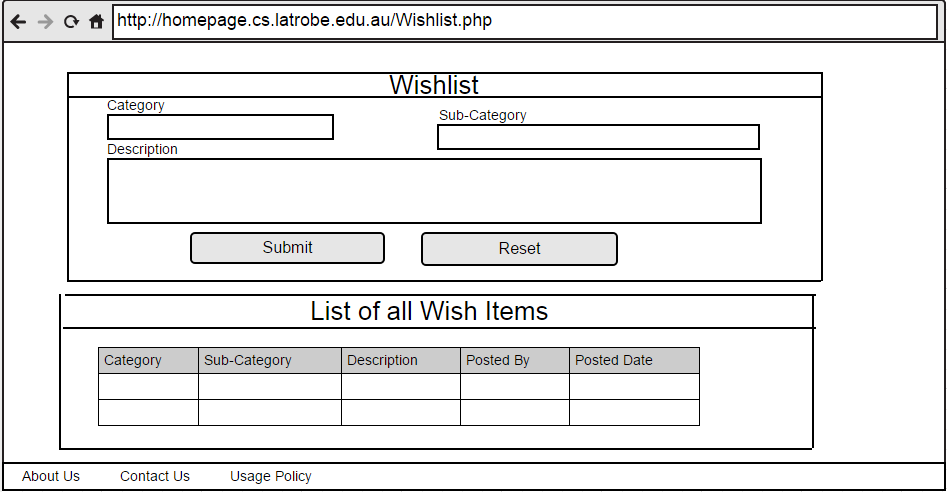 http://homepage.cs.latrobe.edu.au/Wishlist.php
Wishlist
Category
Sub-Category
Description
Submit Reset
List of all Wish Items
Category Sub-Category Description Posted By Posted Date
About Us Contact Us Usage Policy